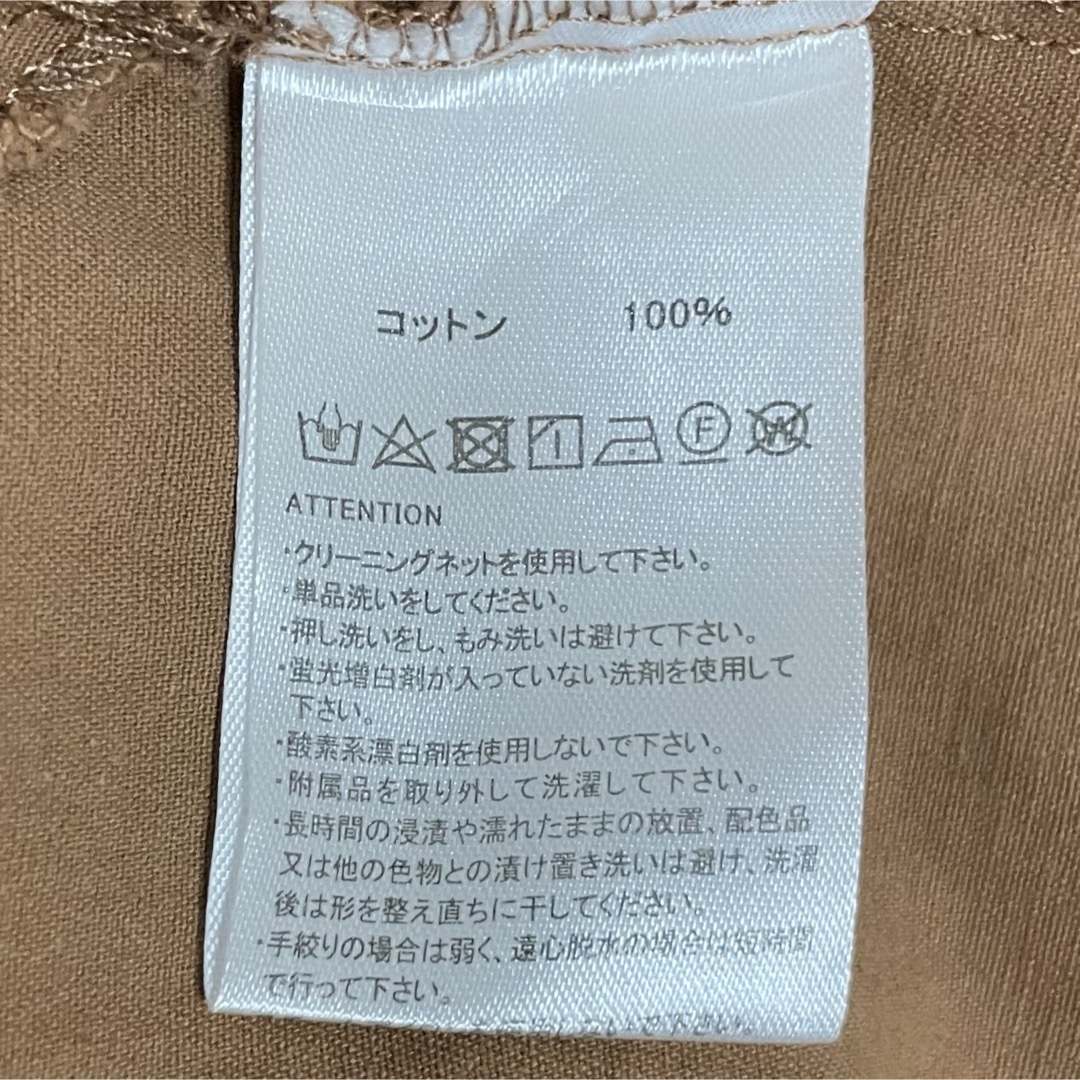 コットン 100%
F W
ATTENTION
・クリーニングネットを使用して下さい。
・単品洗いをしてください。
・押し洗いをし、もみ洗いは避けて下さい。
・蛍光増白剤が入っていない洗剤を使用して
下さい。
・酸素系漂白剤を使用しないで下さい。
・附属品を取り外して洗濯して下さい。
・長時間の浸漬や濡れたままの放置、配色品
又は他の色物との漬け置き洗いは避け、洗濯
後は形を整え直ちに干してください。
・手絞りの場合は弱く、遠心脱水の場合は短時間
で行って下さい。
で下さい。